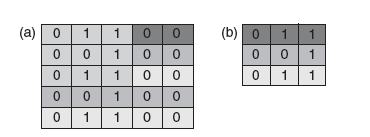 (a) 0 1 1 0 0 (b) 0 1 1
0 0 1 0 0 0 0 1
0 1 1 0 0 0 1 1
0 0 1 0 0
0 1 1 0 0